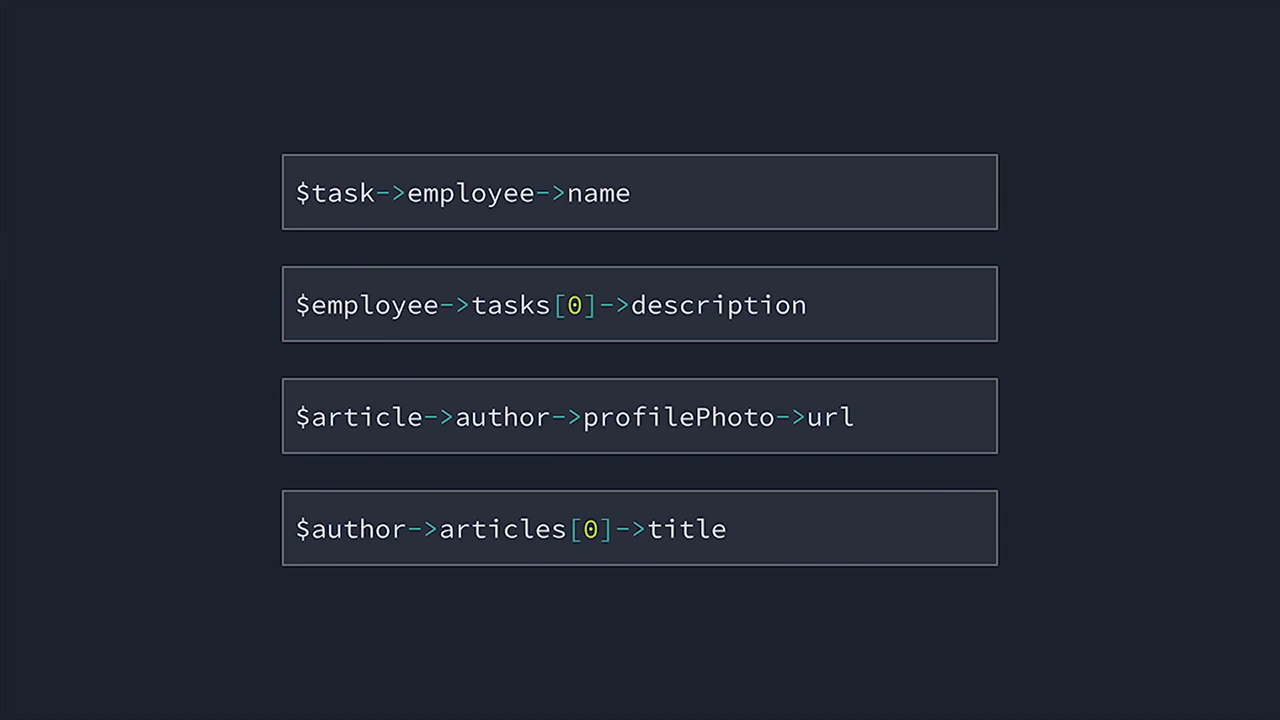 $task->employee->name
$employee->tasks[0]->description
$article->author->profilePhoto->url
$author->articles[0]->title